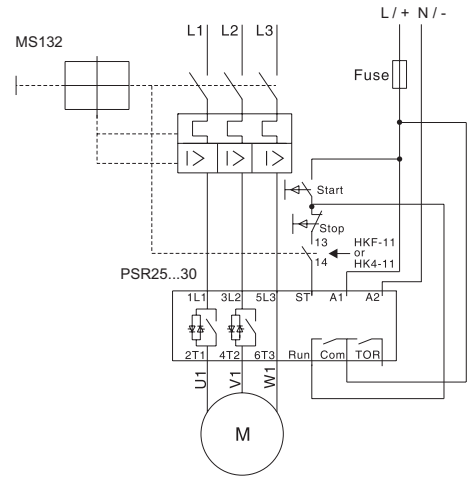 L / + N / -
L1 L2 L3
MS132
Fuse
Start
Stop
13 HKF-11
or
14 HK4-11
PSR25...30
1L1 3L2 5L3 ST A1 A2
2T1 4T2 6T3 Run Com TOR
U1 V1 W1
M